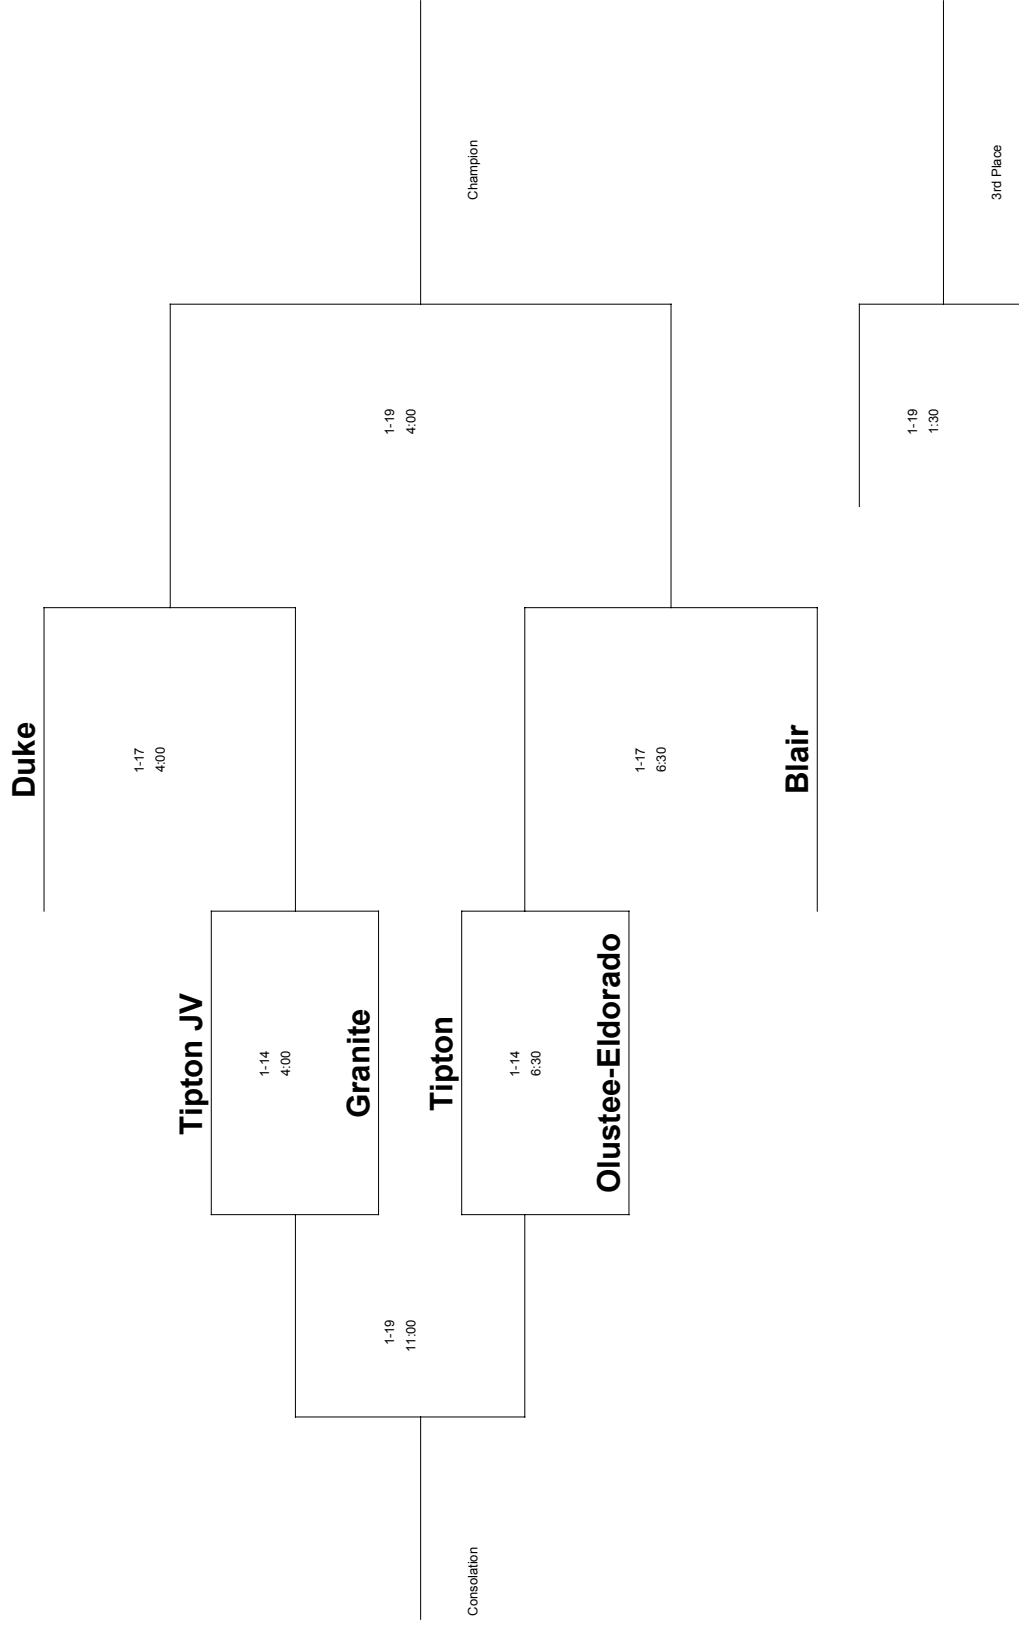 Duke
Tipton JV
1-17
4:00
1-14
4:00
Granite
1-19
11:00
1-19
4:00
Champion
Consolation
Tipton
1-14
6:30
Olustee-Eldorado
1-17
6:30
Blair
1-19
1:30
3rd Place